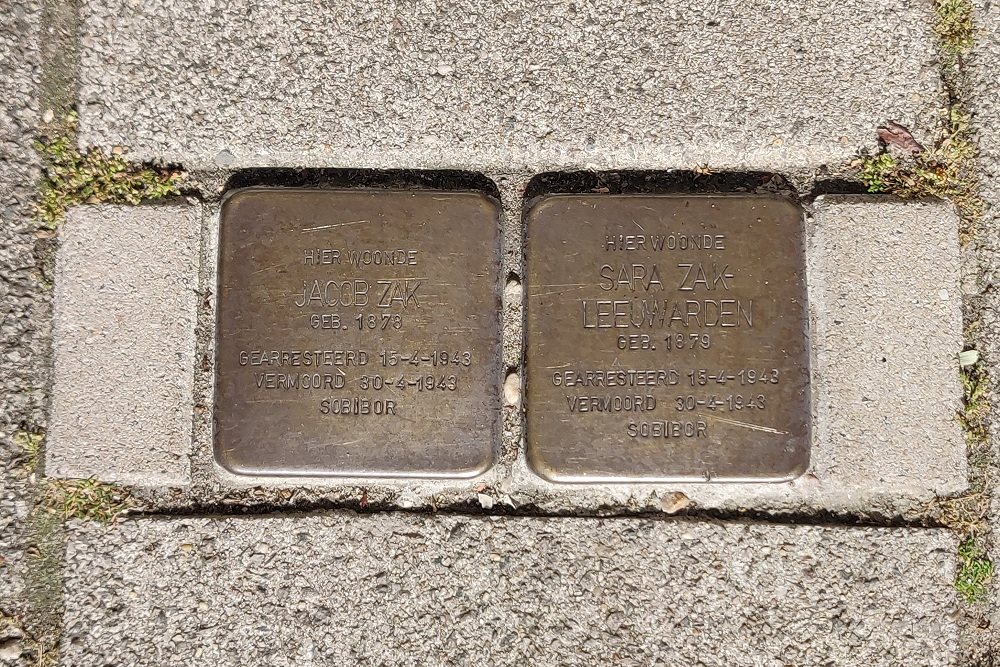 HIER WOONDE
JACOB ZAK
GEB. 1878
GEARRESTEERD 15-4-1943
VERMOORD 30-4-1943
SOBIBOR
HIER WOONDE
SARA ZAK-
LEEUWARDEN
GEB. 1879
GEARRESTEERD 15-4-1943
VERMOORD 30-4-1943
SOBIBOR